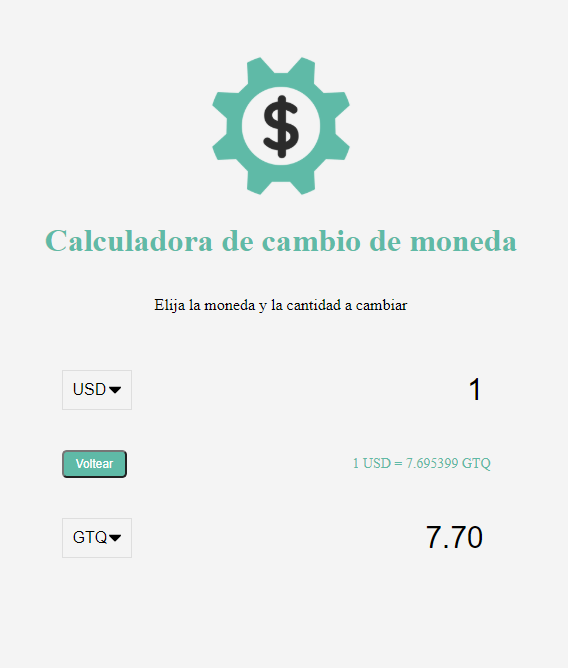 $
Calculadora de cambio de moneda
Elija la moneda y la cantidad a cambiar
USD 1
Voltear 1 USD = 7.695399 GTQ
GTQ 7.70